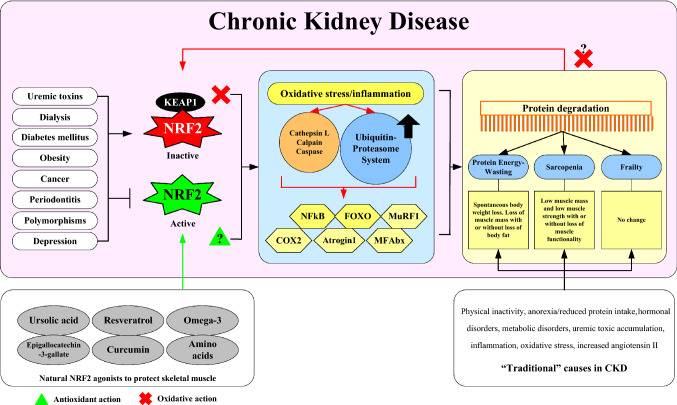 Chronic Kidney Disease
Uremic toxins
Dialysis
Diabetes mellitus
Obesity
Cancer
Periodontitis
Polymorphisms
Depression
KEAP1
NRF2
Inactive
NRF2
Active
?
Oxidative stress/inflammation
Cathepsin L
Calpain
Caspase
Ubiquitin-
Proteasome
System
NFkB
FOXO
MuRF1
COX2
Atrogin1
MFAbx
?
Protein degradation
Protein Energy-
Wasting
Sarcopenia
Frailty
Spontaneous body
weight loss. Loss of
muscle mass with
or without loss of
body fat
Low muscle mass
and low muscle
strength with or
without loss of
muscle
functionality
No change
Ursolic acid
Resveratrol
Omega-3
Epigallocatechin
-3-gallate
Curcumin
Amino
acids
Natural NRF2 agonists to protect skeletal muscle
Antioxidant action
Oxidative action
Physical inactivity, anorexia/reduced protein intake,hormonal
disorders, metabolic disorders, uremic toxic accumulation,
inflammation, oxidative stress, increased angiotensin II
“Traditional” causes in CKD